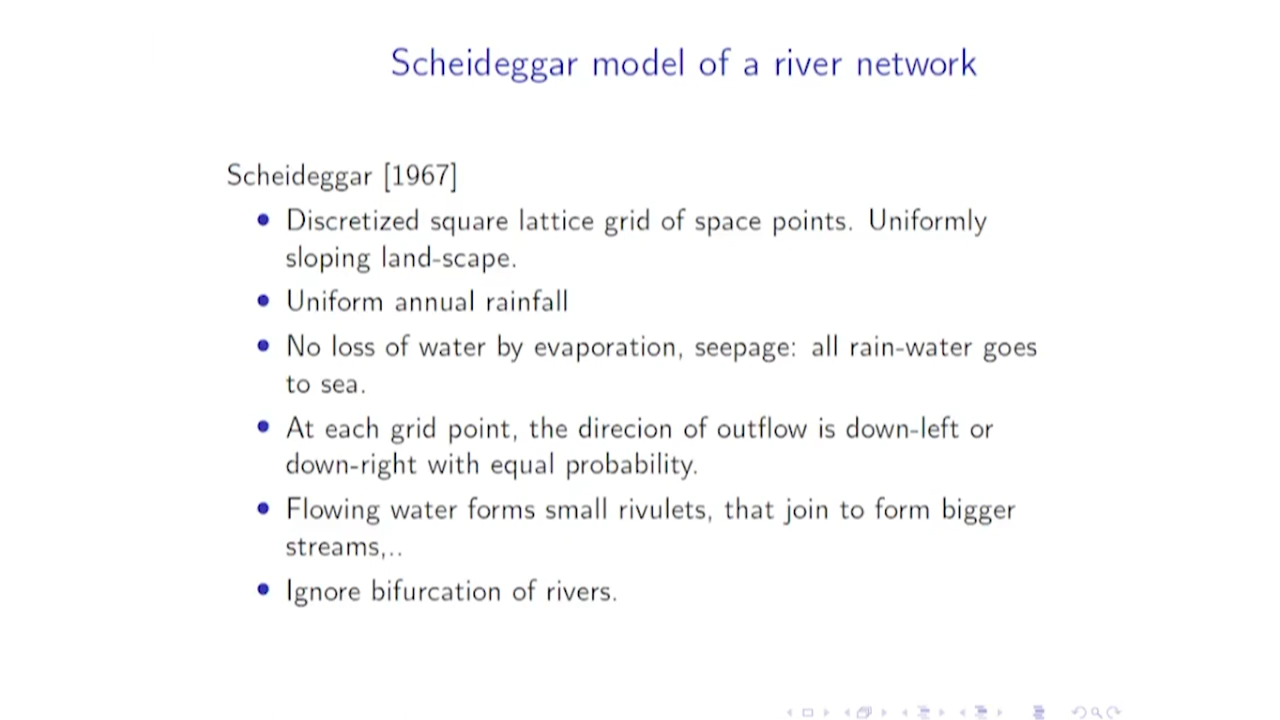 Scheideggar model of a river network
Scheideggar [1967]
• Discretized square lattice grid of space points. Uniformly
sloping land-scape.
• Uniform annual rainfall
• No loss of water by evaporation, seepage: all rain-water goes
to sea.
• At each grid point, the direcion of outflow is down-left or
down-right with equal probability.
• Flowing water forms small rivulets, that join to form bigger
streams,..
• Ignore bifurcation of rivers.